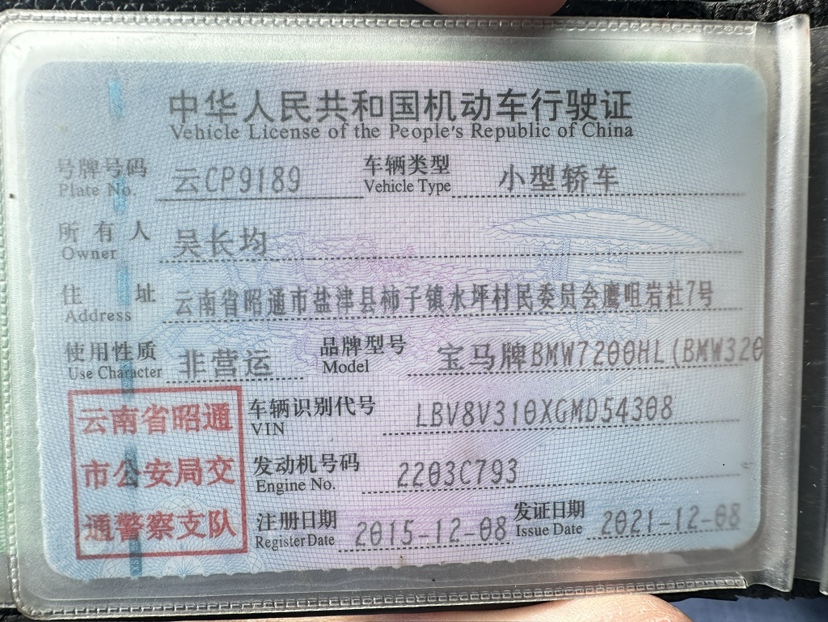 中华人民共和国机动车行驶证
Vehicle License of the People's Republic of China
号牌号码 云CP9189 车辆类型 小型轿车
Plate No. Vehicle Type
所有人 吴长均
Owner
住址 云南省昭通市盐津县柿子镇水坪村民委员会鹰咀岩社7号
Address
使用性质 非营运 品牌型号 宝马牌BMW7200HL(BMW320
Use Character Model
云南省昭通 车辆识别代号 LBV8V310XGMD54308
VIN
市公安局交 发动机号码 2203C793
Engine No.
通警察支队 注册日期 2015-12-08 发证日期 2021-12-08
Register Date Issue Date